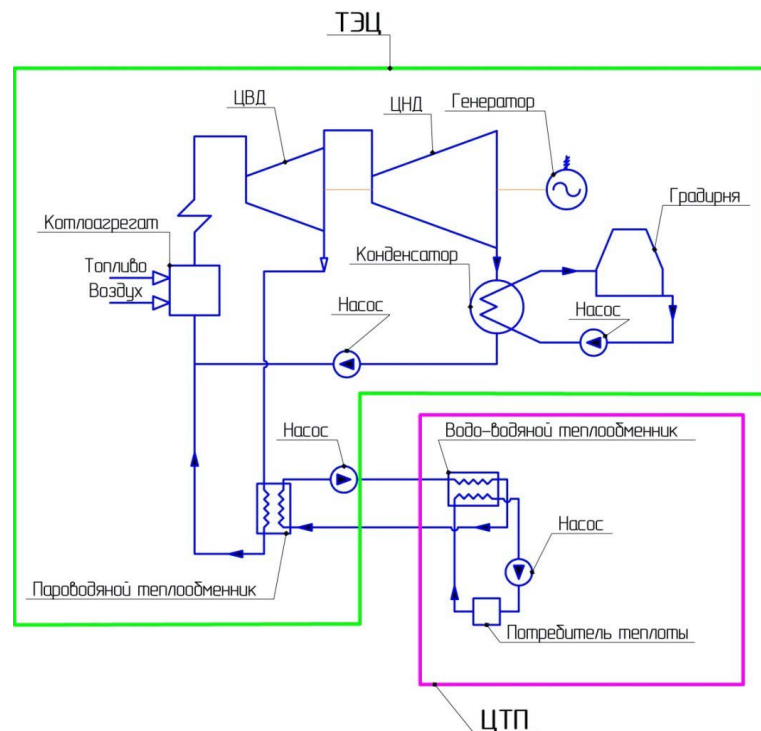 ТЭЦ
ЦВД
ЦНД
Генератор
Градирня
Котлоагрегат
Топливо
Воздух
Конденсатор
Насос
Насос
Насос
Водо-водяной теплообменник
Насос
Пароводяной теплообменник
Потребитель теплоты
ЦТП